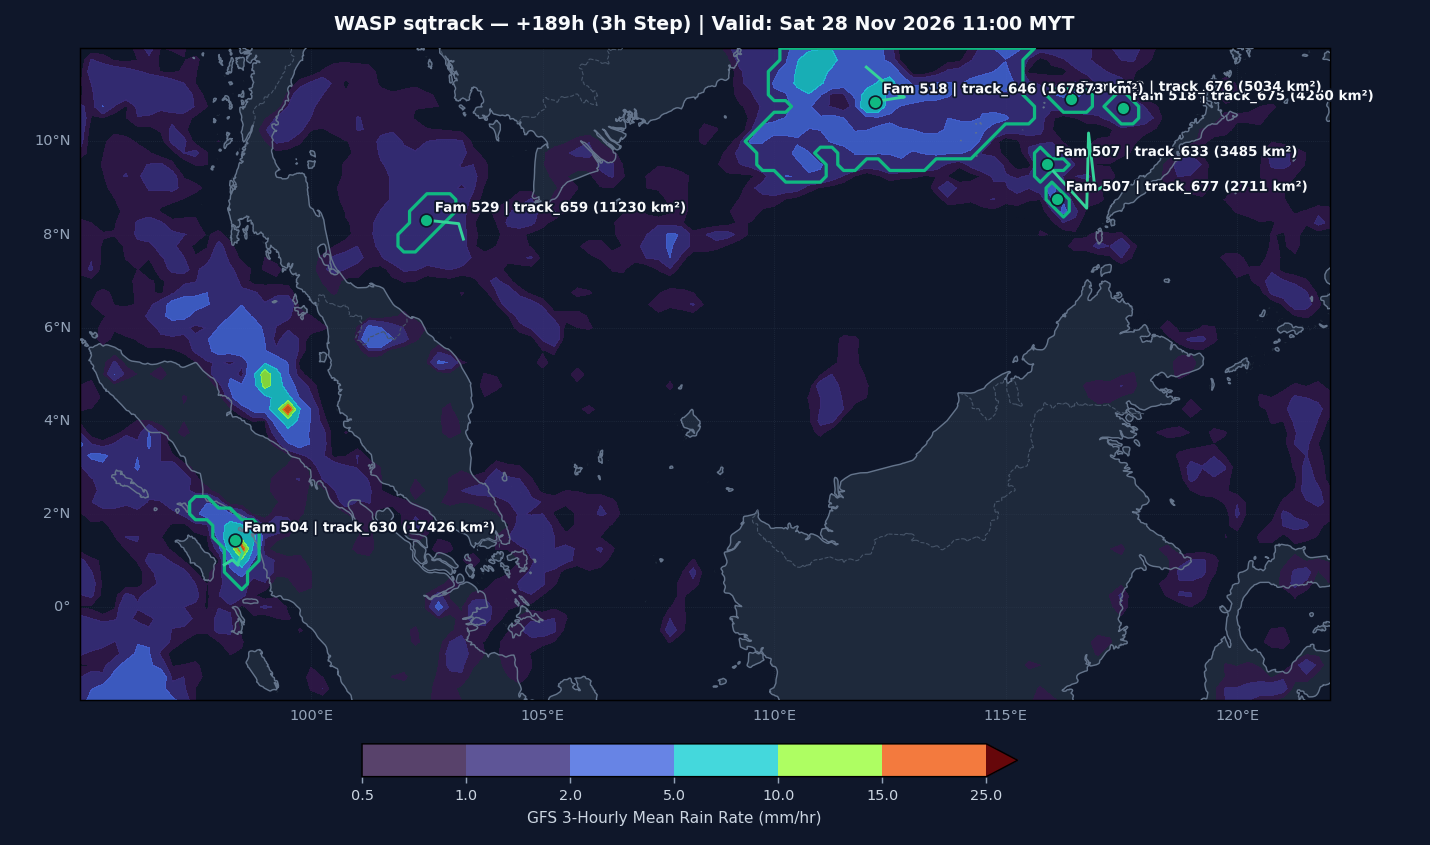 WASP sqtrack — +189h (3h Step) | Valid: Sat 28 Nov 2026 11:00 MYT
Fam 518 | track_646
track_676 (5034 km²)
Fam 518 | track_675 (4260 km²)
10°N
Fam 507 | track_633 (3485 km²)
Fam 507 | track_677 (2711 km²)
Fam 529 | track_659 (11230 km²)
8°N
6°N
4°N
2°N
Fam 504 | track_630 (17426 km²)
0°
100°E 105°E 110°E 115°E 120°E
0.5 1.0 2.0 5.0 10.0 15.0 25.0
GFS 3-Hourly Mean Rain Rate (mm/hr)